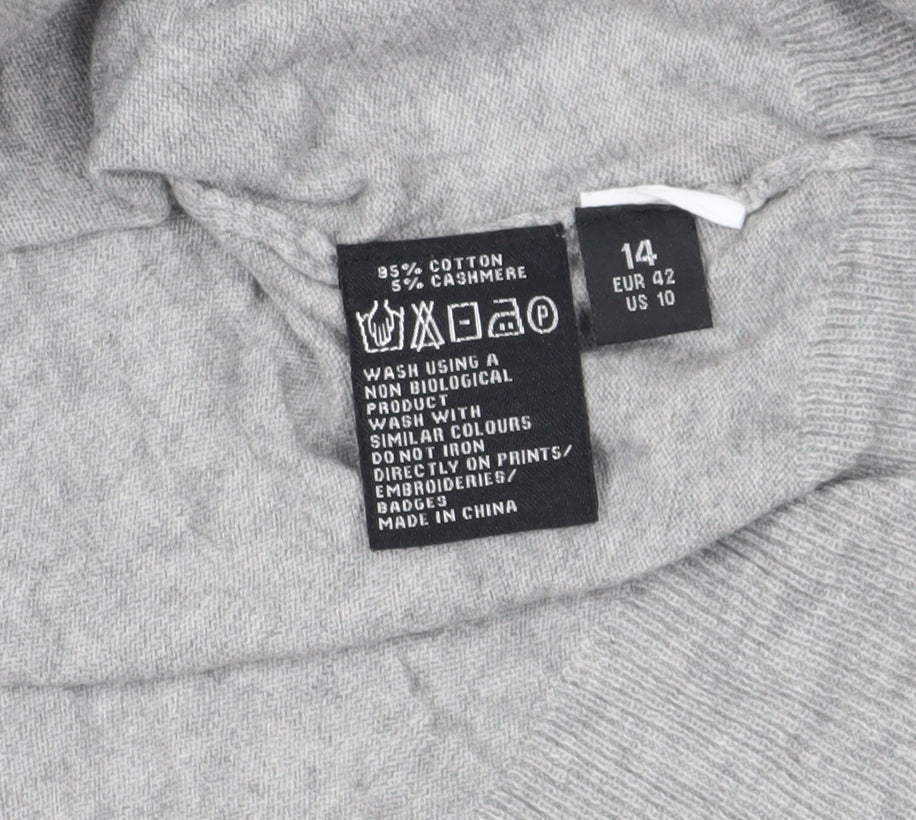 95% COTTON
5% CASHMERE
P
WASH USING A
NON BIOLOGICAL
PRODUCT
WASH WITH
SIMILAR COLOURS
DO NOT IRON
DIRECTLY ON PRINTS/
EMBROIDERIES/
BADGES
MADE IN CHINA
14
EUR 42
US 10